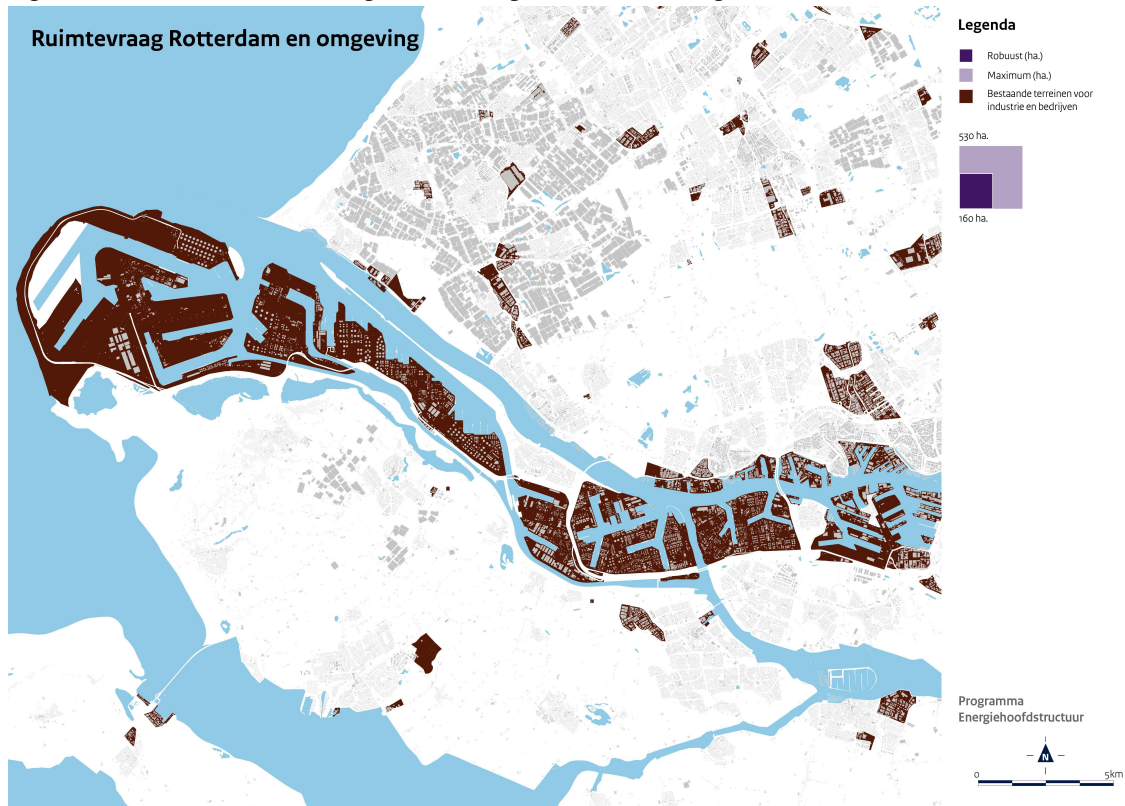 Ruimtevraag Rotterdam en omgeving
Legenda
Robuust (ha.)
Maximum (ha.)
Bestaande terreinen voor
industrie en bedrijven
530 ha.
160 ha.
Programma
Energiehoofdstructuur
N
0 5km